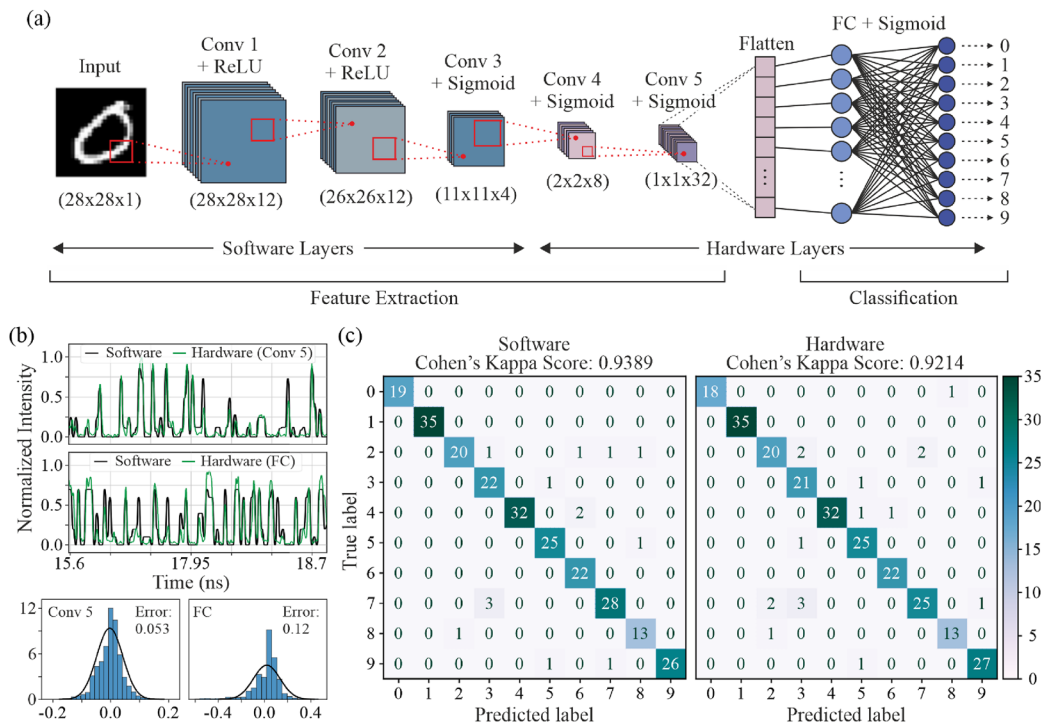 (a)
Input
Conv 1
+ ReLU
Conv 2
+ ReLU
Conv 3
+ Sigmoid
Conv 4
+ Sigmoid
Conv 5
+ Sigmoid
Flatten
FC + Sigmoid
0
1
2
3
4
5
6
7
8
9
(28x28x1)
(28x28x12)
(26x26x12)
(11x11x4)
(2x2x8)
(1x1x32)
Software Layers
Hardware Layers
Feature Extraction
Classification
(b)
Normalized Intensity
1.0
0.5
0.0
Software
Hardware (Conv 5)
1.0
0.5
0.0
Software
Hardware (FC)
15.6 17.95 18.7
Time (ns)
12
6
0
Conv 5
Error:
0.053
-0.2 0.0 0.2
FC
Error:
0.12
-0.4 0.0 0.4
(c)
Software
Cohen's Kappa Score: 0.9389
True label
0 19 0 0 0 0 0 0 0 0 0
1 0 35 0 0 0 0 0 0 0 0
2 0 0 20 1 0 0 1 1 1 0
3 0 0 0 22 0 1 0 0 0 0
4 0 0 0 0 32 0 2 0 0 0
5 0 0 0 0 0 25 0 0 1 0
6 0 0 0 0 0 0 22 0 0 0
7 0 0 0 3 0 0 0 28 0 0
8 0 0 1 0 0 0 0 0 13 0
9 0 0 0 0 0 1 0 1 0 26
0 1 2 3 4 5 6 7 8 9
Predicted label
Hardware
Cohen's Kappa Score: 0.9214
18 0 0 0 0 0 0 0 1 0
0 35 0 0 0 0 0 0 0 0
0 0 20 2 0 0 0 2 0 0
0 0 0 21 0 1 0 0 0 1
0 0 0 0 32 1 1 0 0 0
0 0 0 1 0 25 0 0 0 0
0 0 0 0 0 0 22 0 0 0
0 0 2 3 0 0 0 25 0 1
0 0 1 0 0 0 0 0 13 0
0 0 0 0 0 1 0 0 0 27
0 1 2 3 4 5 6 7 8 9
Predicted label
35
30
25
20
15
10
5
0